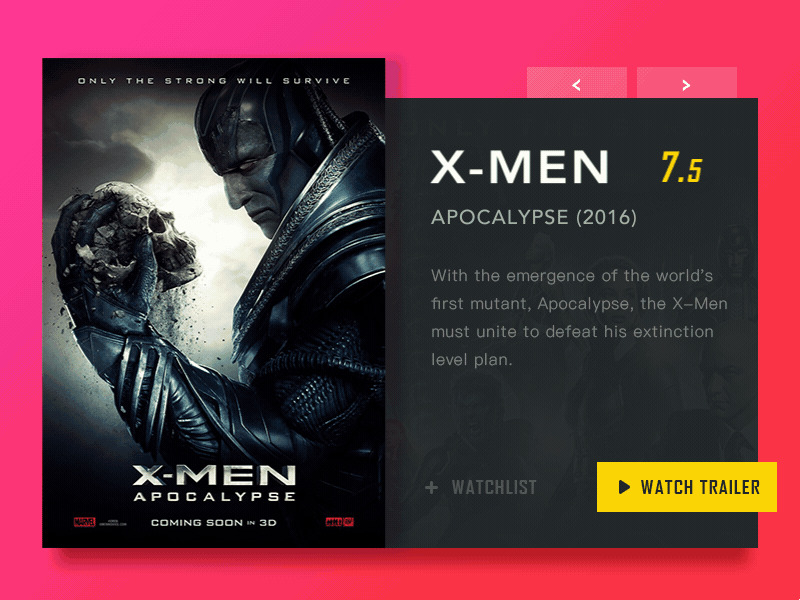 ONLY THE STRONG WILL SURVIVE
X-MEN
APOCALYPSE
MARVEL
COMING SOON IN 3D
< >
X-MEN 7.5
APOCALYPSE (2016)
With the emergence of the world's
first mutant, Apocalypse, the X-Men
must unite to defeat his extinction
level plan.
+ WATCHLIST
WATCH TRAILER